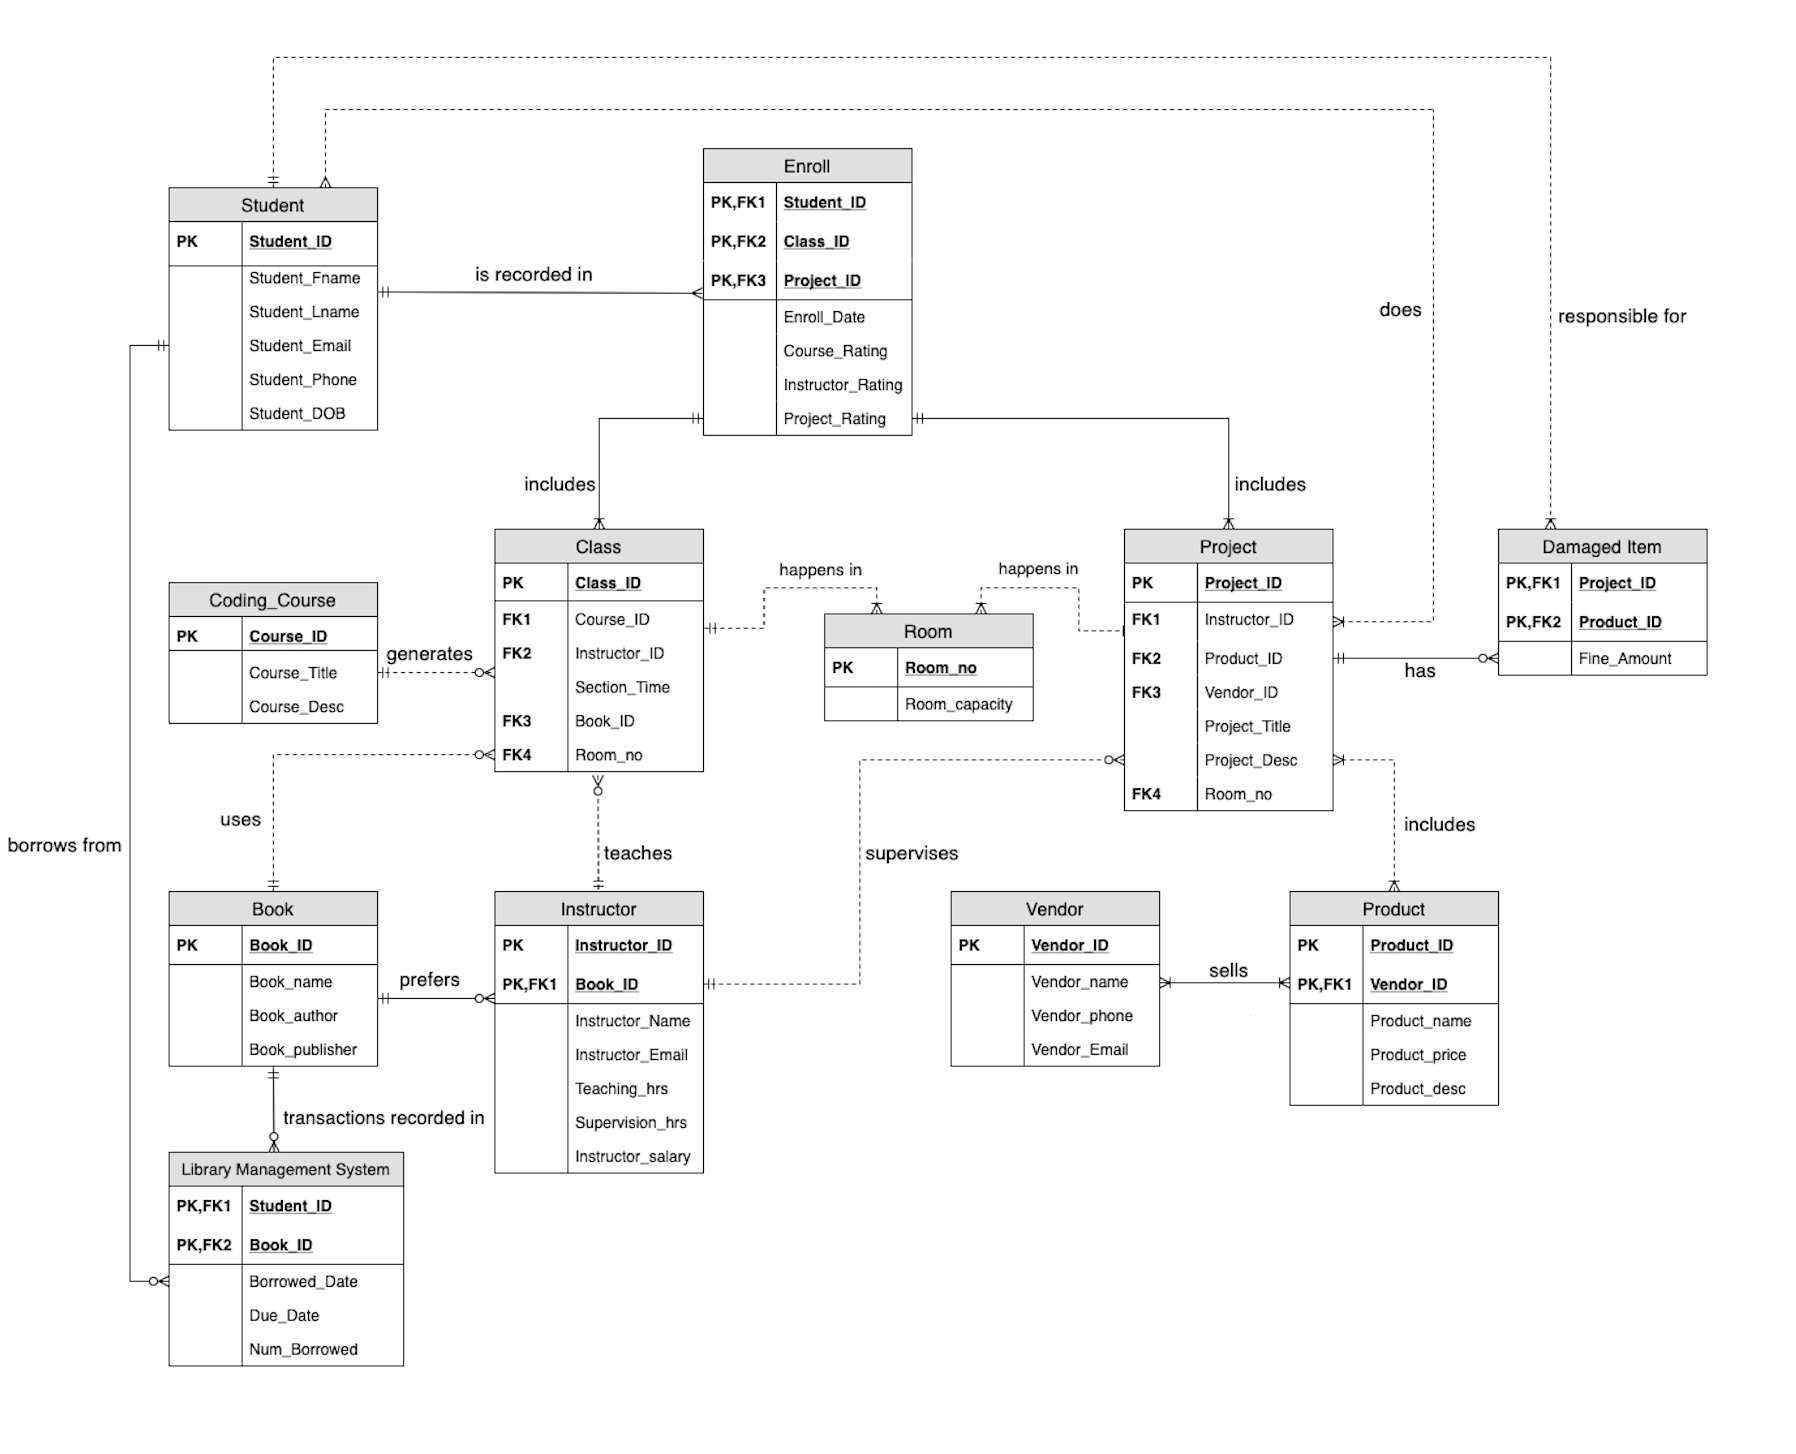 Student
PK Student_ID
Student_Fname
Student_Lname
Student_Email
Student_Phone
Student_DOB
is recorded in
Enroll
PK,FK1 Student_ID
PK,FK2 Class_ID
PK,FK3 Project_ID
Enroll_Date
Course_Rating
Instructor_Rating
Project_Rating
does
responsible for
includes
includes
Coding_Course
PK Course_ID
Course_Title
Course_Desc
generates
Class
PK Class_ID
FK1 Course_ID
FK2 Instructor_ID
Section_Time
FK3 Book_ID
FK4 Room_no
happens in
happens in
Room
PK Room_no
Room_capacity
Project
PK Project_ID
FK1 Instructor_ID
FK2 Product_ID
FK3 Vendor_ID
Project_Title
Project_Desc
FK4 Room_no
has
Damaged Item
PK,FK1 Project_ID
PK,FK2 Product_ID
Fine_Amount
borrows from
uses
teaches
supervises
includes
Book
PK Book_ID
Book_name
Book_author
Book_publisher
prefers
Instructor
PK Instructor_ID
PK,FK1 Book_ID
Instructor_Name
Instructor_Email
Teaching_hrs
Supervision_hrs
Instructor_salary
Vendor
PK Vendor_ID
Vendor_name
Vendor_phone
Vendor_Email
sells
Product
PK Product_ID
PK,FK1 Vendor_ID
Product_name
Product_price
Product_desc
transactions recorded in
Library Management System
PK,FK1 Student_ID
PK,FK2 Book_ID
Borrowed_Date
Due_Date
Num_Borrowed